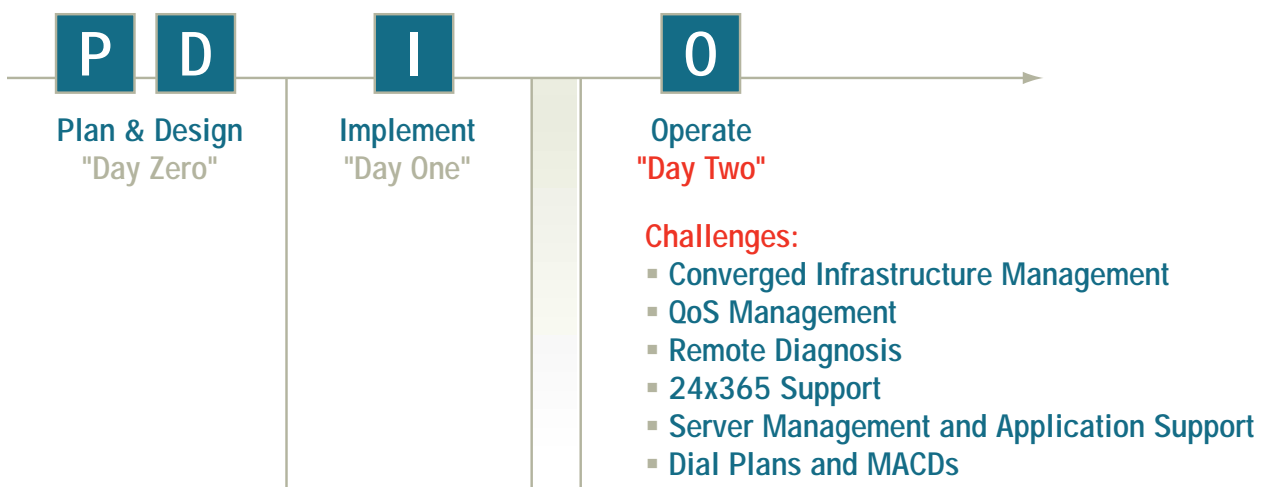 P D I O
Plan & Design
"Day Zero"
Implement
"Day One"
Operate
"Day Two"
Challenges:
▪ Converged Infrastructure Management
▪ QoS Management
▪ Remote Diagnosis
▪ 24x365 Support
▪ Server Management and Application Support
▪ Dial Plans and MACDs